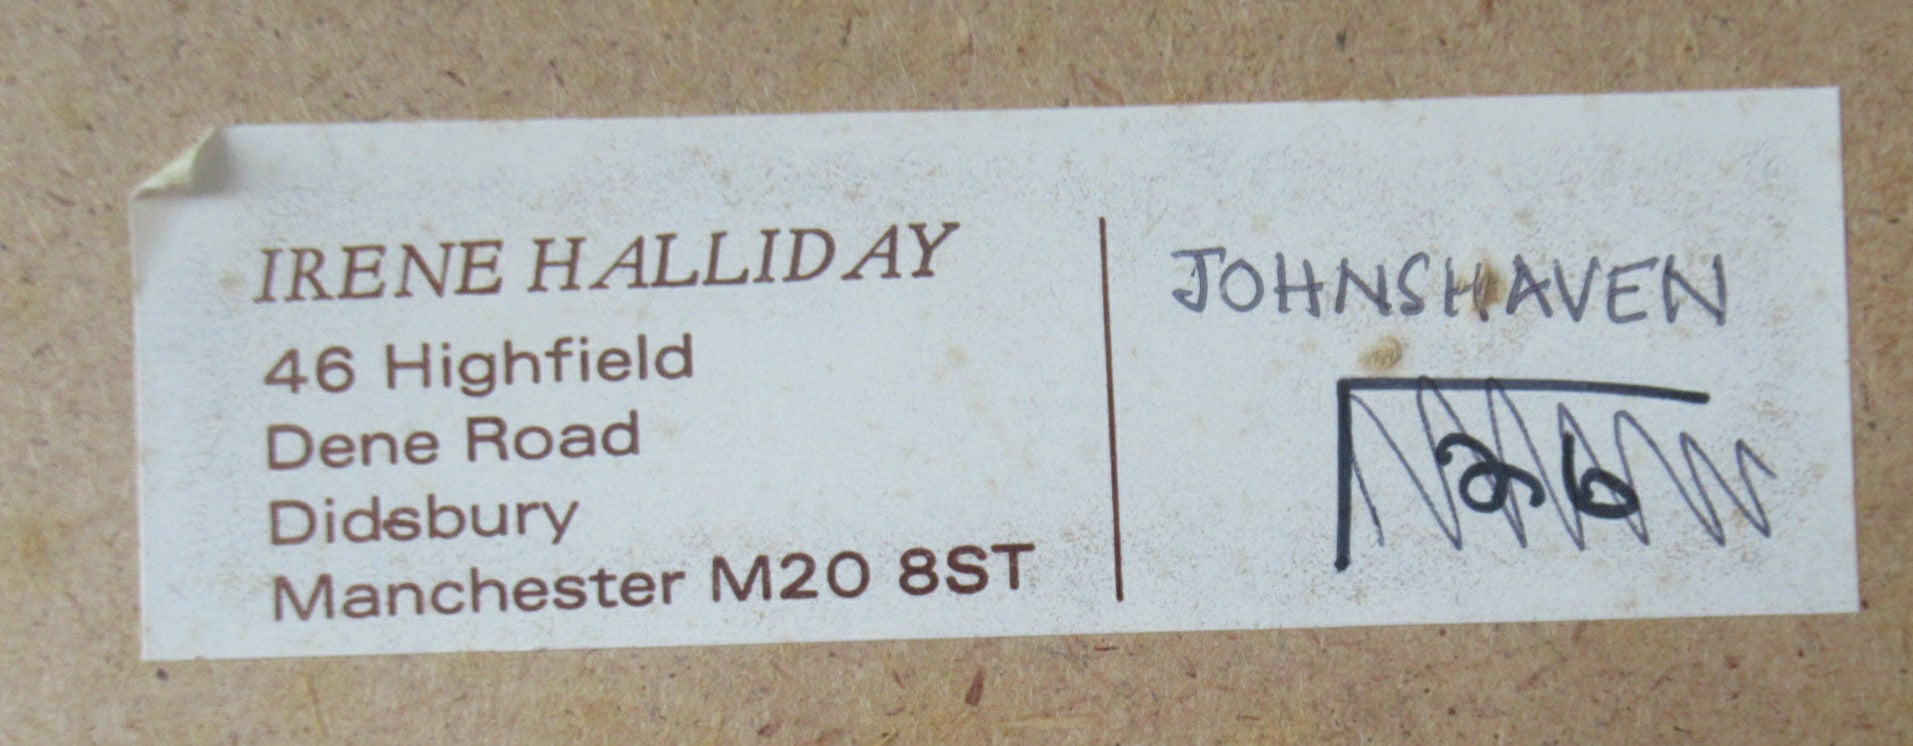 IRENE HALLIDAY
46 Highfield
Dene Road
Didsbury
Manchester M20 8ST
JOHNSHAVEN
26